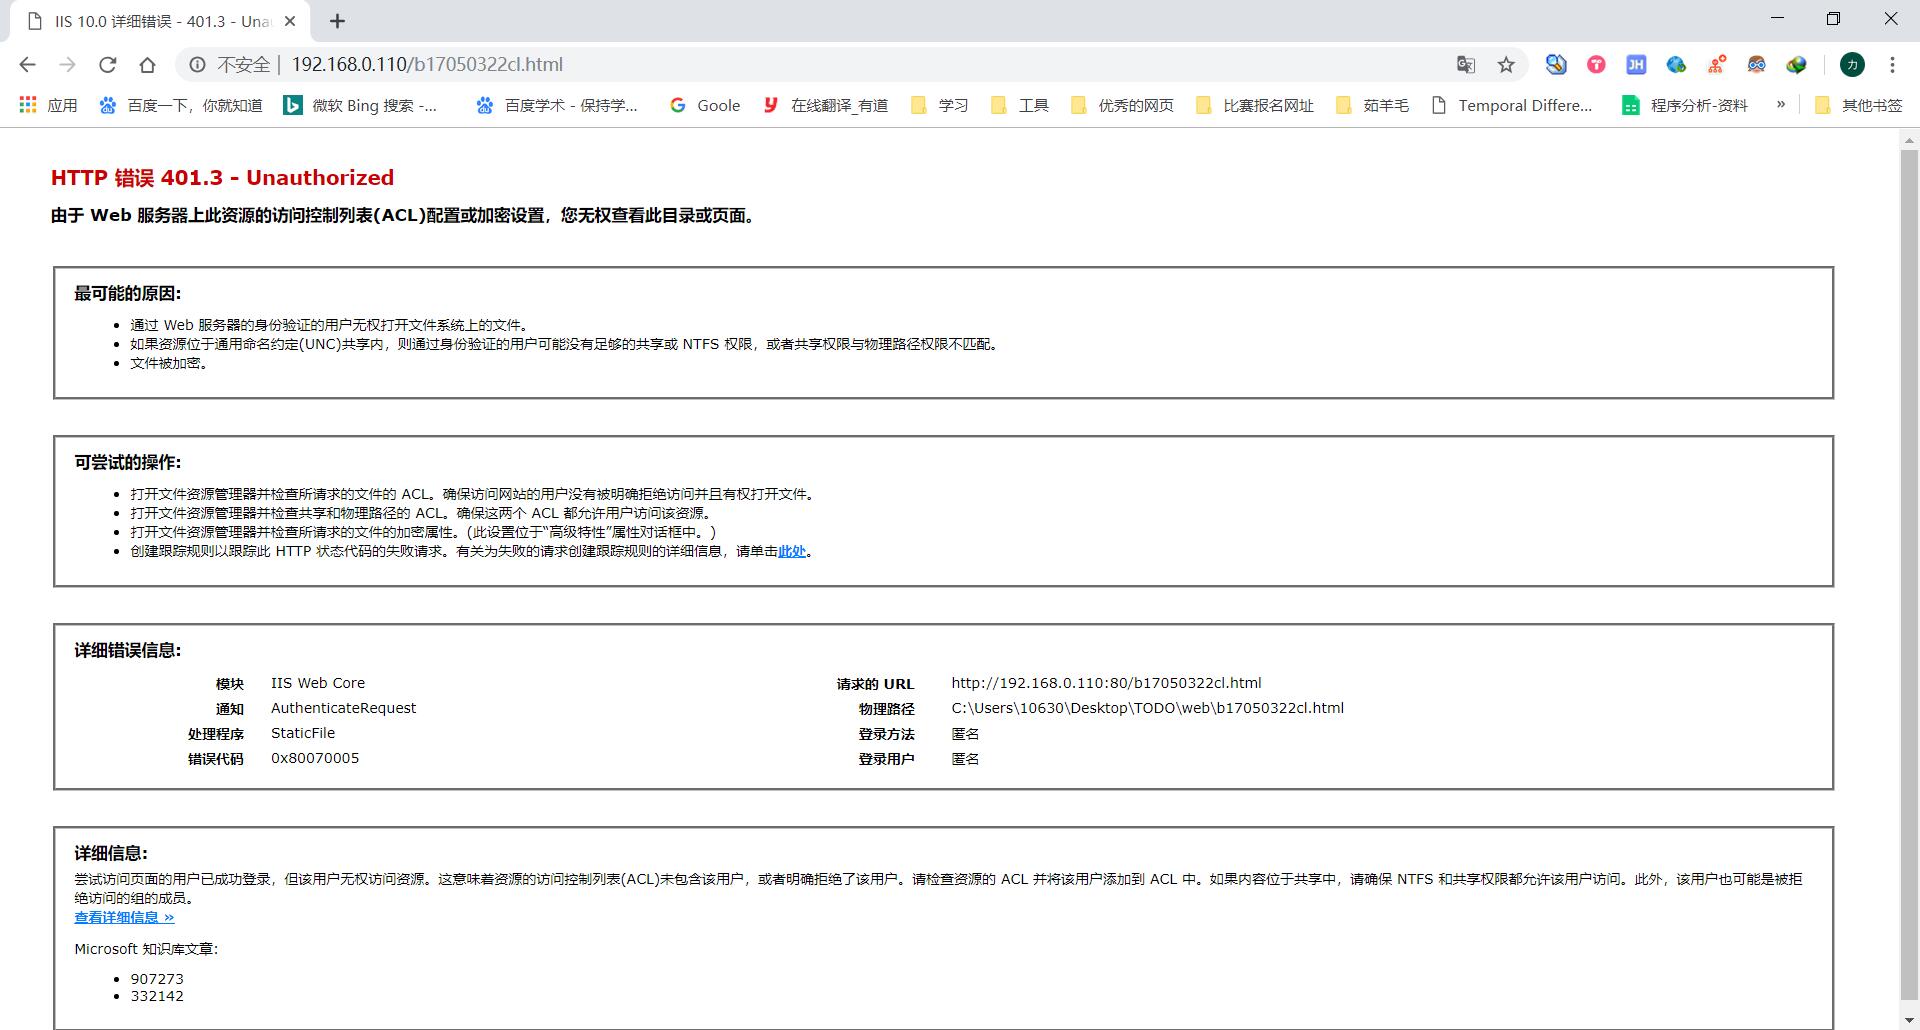 IIS 10.0 详细错误 - 401.3 - Una
不安全 | 192.168.0.110/b17050322cl.html
JH
カ
应用
百度一下，你就知道
微软 Bing 搜索 -...
百度学术 - 保持学...
Goole
在线翻译_有道
学习
工具
优秀的网页
比赛报名网址
茹羊毛
Temporal Differe...
程序分析-资料
»
其他书签
HTTP 错误 401.3 - Unauthorized
由于 Web 服务器上此资源的访问控制列表(ACL)配置或加密设置，您无权查看此目录或页面。
最可能的原因:
通过 Web 服务器的身份验证的用户无权打开文件系统上的文件。
如果资源位于通用命名约定(UNC)共享内，则通过身份验证的用户可能没有足够的共享或 NTFS 权限，或者共享权限与物理路径权限不匹配。
文件被加密。
可尝试的操作:
打开文件资源管理器并检查所请求的文件的 ACL。确保访问网站的用户没有被明确拒绝访问并且有权打开文件。
打开文件资源管理器并检查共享和物理路径的 ACL。确保这两个 ACL 都允许用户访问该资源。
打开文件资源管理器并检查所请求的文件的加密属性。(此设置位于“高级特性”属性对话框中。)
创建跟踪规则以跟踪此 HTTP 状态代码的失败请求。有关为失败的请求创建跟踪规则的详细信息，请单击此处。
详细错误信息:
模块 IIS Web Core
通知 AuthenticateRequest
处理程序 StaticFile
错误代码 0x80070005
请求的 URL http://192.168.0.110:80/b17050322cl.html
物理路径 C:\Users\10630\Desktop\TODO\web\b17050322cl.html
登录方法 匿名
登录用户 匿名
详细信息:
尝试访问页面的用户已成功登录，但该用户无权访问资源。这意味着资源的访问控制列表(ACL)未包含该用户，或者明确拒绝了该用户。请检查资源的 ACL 并将该用户添加到 ACL 中。如果内容位于共享中，请确保 NTFS 和共享权限都允许该用户访问。此外，该用户也可能是被拒
绝访问的组的成员。
查看详细信息 »
Microsoft 知识库文章:
907273
332142